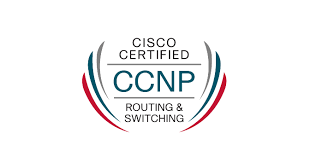 CISCO
CERTIFIED
CCNP
ROUTING &
SWITCHING